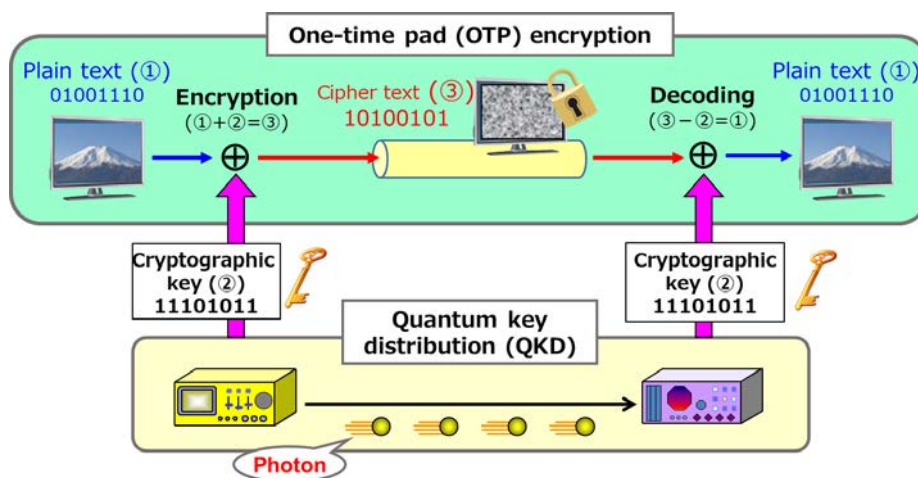 One-time pad (OTP) encryption
Plain text (①)
01001110
Encryption
(①+②=③)
Cipher text (③)
10100101
Decoding
(③−②=①)
Plain text (①)
01001110
Cryptographic
key (②)
11101011
Cryptographic
key (②)
11101011
Quantum key
distribution (QKD)
Photon